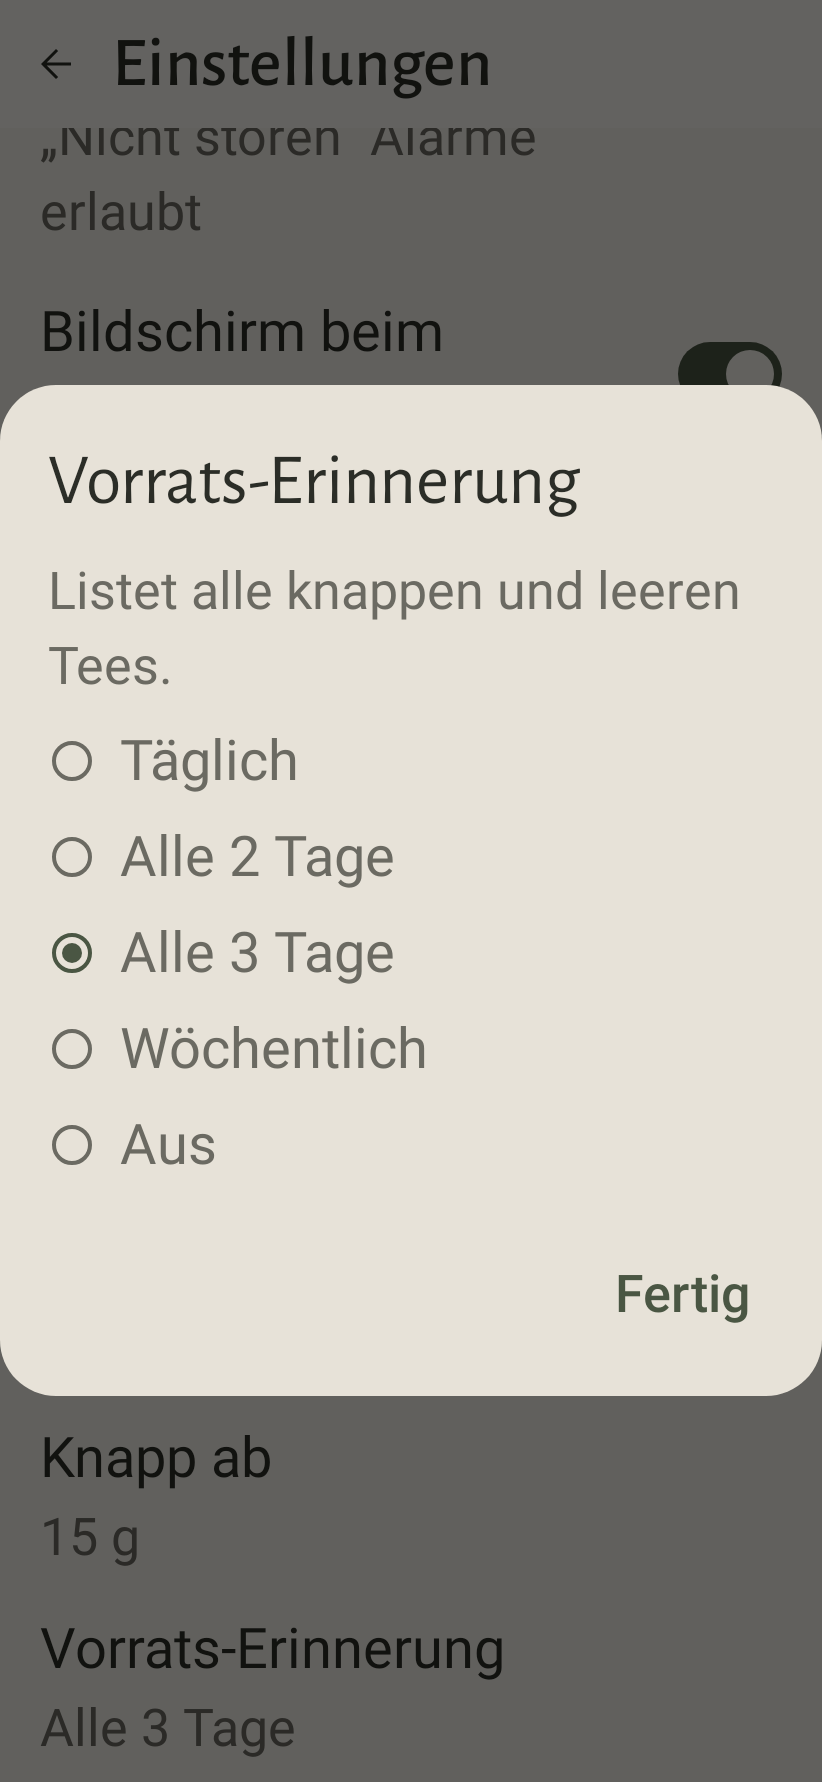 Einstellungen
„Nicht stören“ Alarme
erlaubt
Bildschirm beim
Vorrats-Erinnerung
Listet alle knappen und leeren
Tees.
Täglich
Alle 2 Tage
Alle 3 Tage
Wöchentlich
Aus
Fertig
Knapp ab
15 g
Vorrats-Erinnerung
Alle 3 Tage